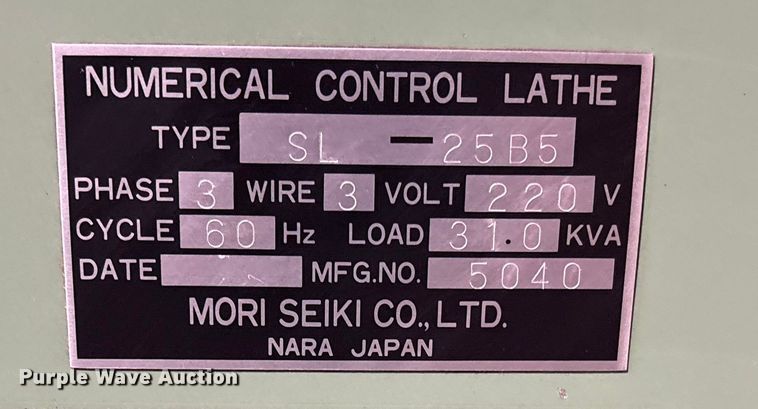 NUMERICAL CONTROL LATHE
TYPE SL - 25B5
PHASE 3 WIRE 3 VOLT 220 V
CYCLE 60 Hz LOAD 31.0 KVA
DATE MFG.NO. 5040
MORI SEIKI CO., LTD.
NARA JAPAN
Purple Wave Auction